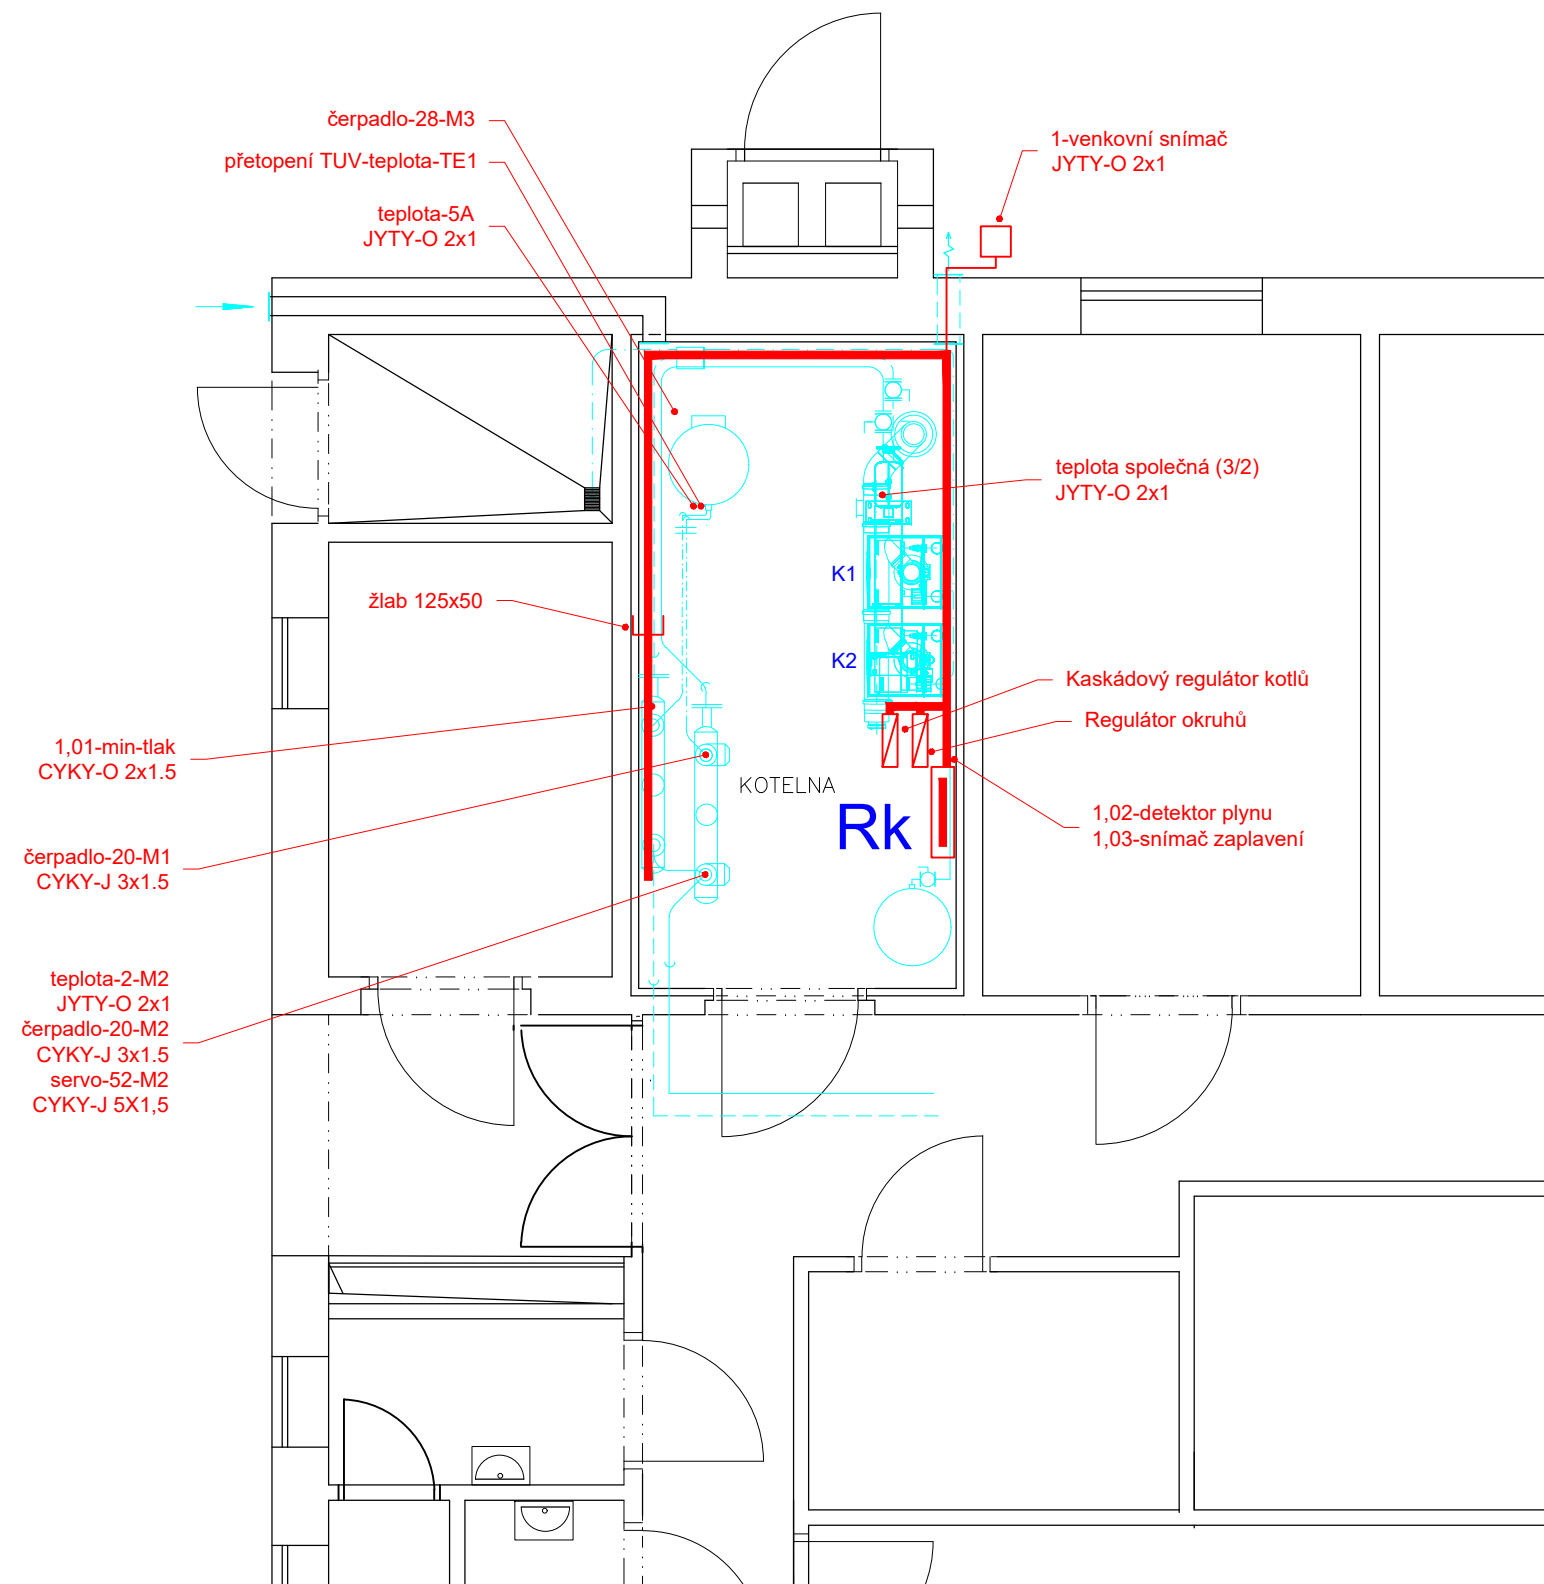 čerpadlo-28-M3
přetopení TUV-teplota-TE1
teplota-5A
JYTY-O 2x1
1-venkovní snímač
JYTY-O 2x1
teplota společná (3/2)
JYTY-O 2x1
K1
žlab 125x50
K2
Kaskádový regulátor kotlů
Regulátor okruhů
1,01-min-tlak
CYKY-O 2x1.5
KOTELNA
Rk
1,02-detektor plynu
1,03-snímač zaplavení
čerpadlo-20-M1
CYKY-J 3x1.5
teplota-2-M2
JYTY-O 2x1
čerpadlo-20-M2
CYKY-J 3x1.5
servo-52-M2
CYKY-J 5X1,5